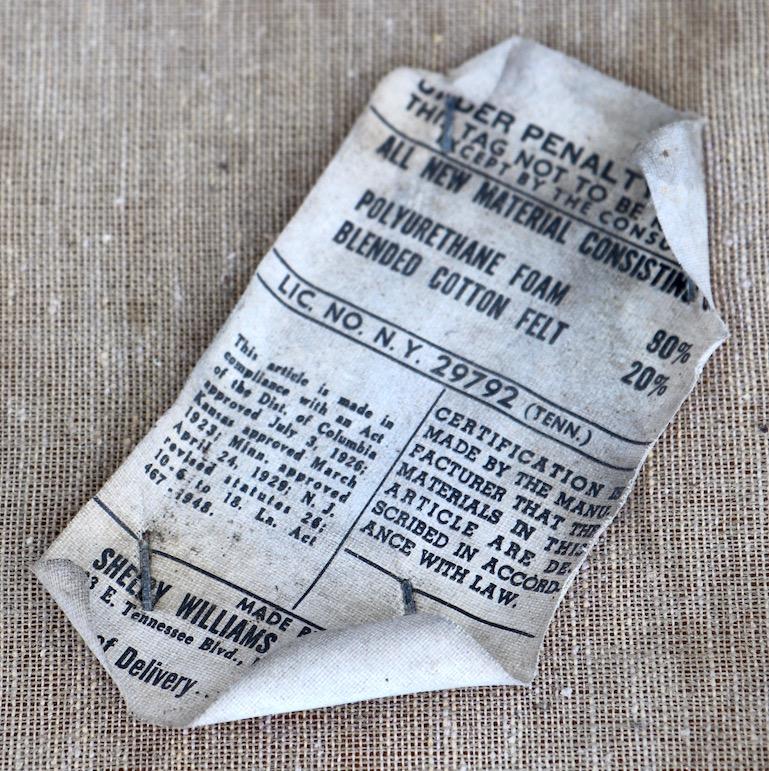 UNDER PENALTY
THIS TAG NOT TO BE
EXCEPT BY THE CONSU
ALL NEW MATERIAL CONSISTING
POLYURETHANE FOAM 80%
BLENDED COTTON FELT 20%
LIC. NO. N.Y. 29792 (TENN.)
This article is made in
compliance with an Act
of the Dist. of Columbia
approved July 3, 1926;
Kansas approved March
1923; Minn. approved
April 24, 1929; N. J.
revised statutes 26;
10-6 to 18. La. Act
467 -1948.
CERTIFICATION IS
MADE BY THE MANU-
FACTURER THAT THE
MATERIALS IN THIS
ARTICLE ARE DE-
SCRIBED IN ACCORD-
ANCE WITH LAW.
MADE BY
SHELBY WILLIAMS
3 E. Tennessee Blvd.,
of Delivery